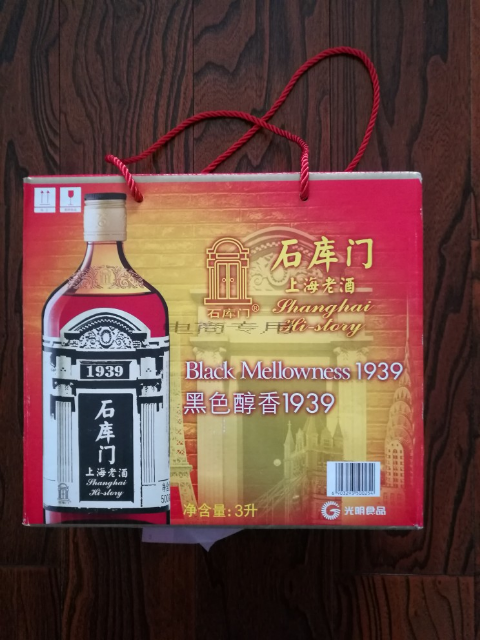 石库门
上海老酒
Shanghai
Hi-story
石库门®
电商专用
Black Mellowness 1939
黑色醇香1939
1939
石库门
上海老酒
Shanghai
Hi-story
净含量:3升
光明食品